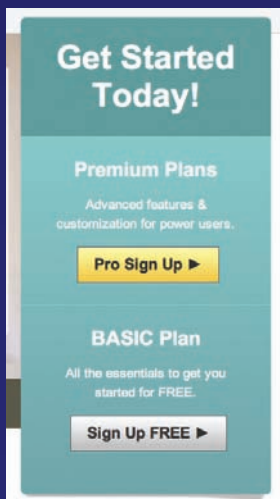 Get Started
Today!
Premium Plans
Advanced features &
customization for power users.
Pro Sign Up ►
BASIC Plan
All the essentials to get you
started for FREE.
Sign Up FREE ►